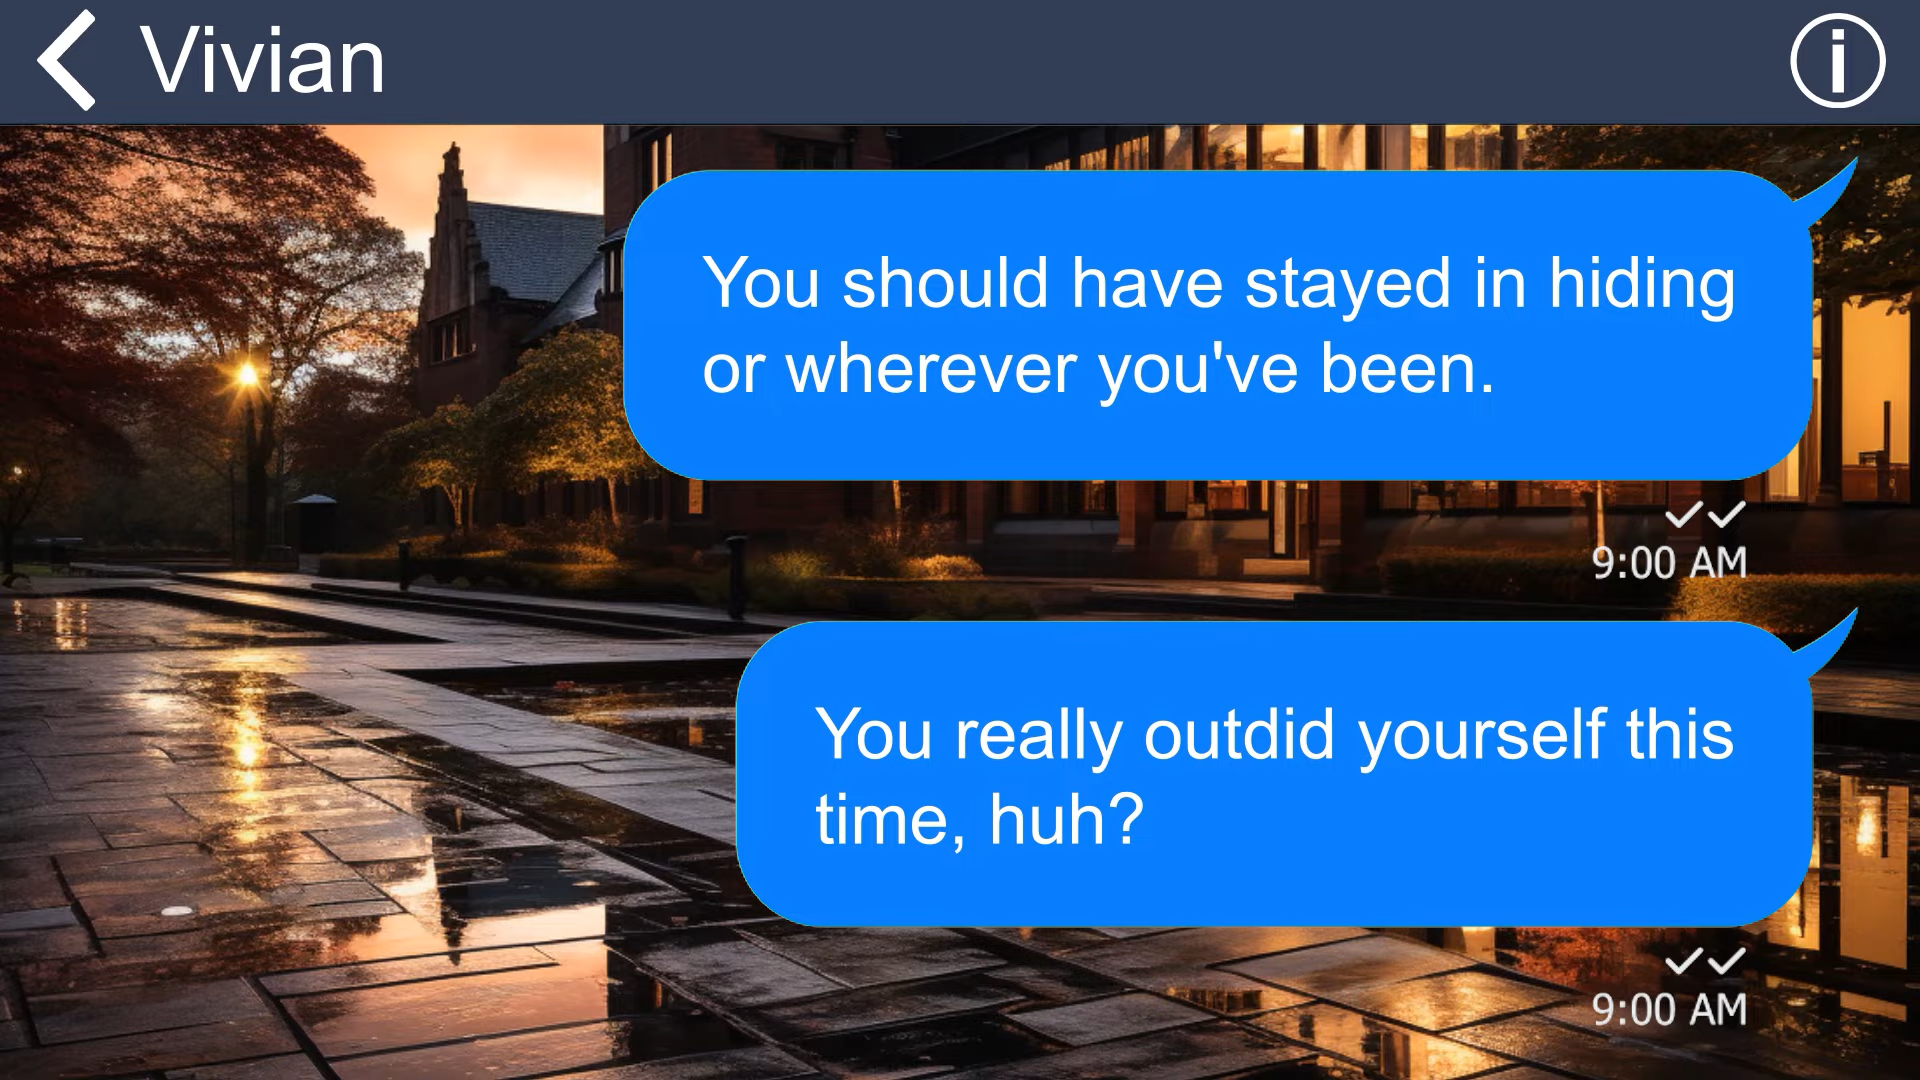 Vivian
You should have stayed in hiding
or wherever you've been.
9:00 AM
You really outdid yourself this
time, huh?
9:00 AM